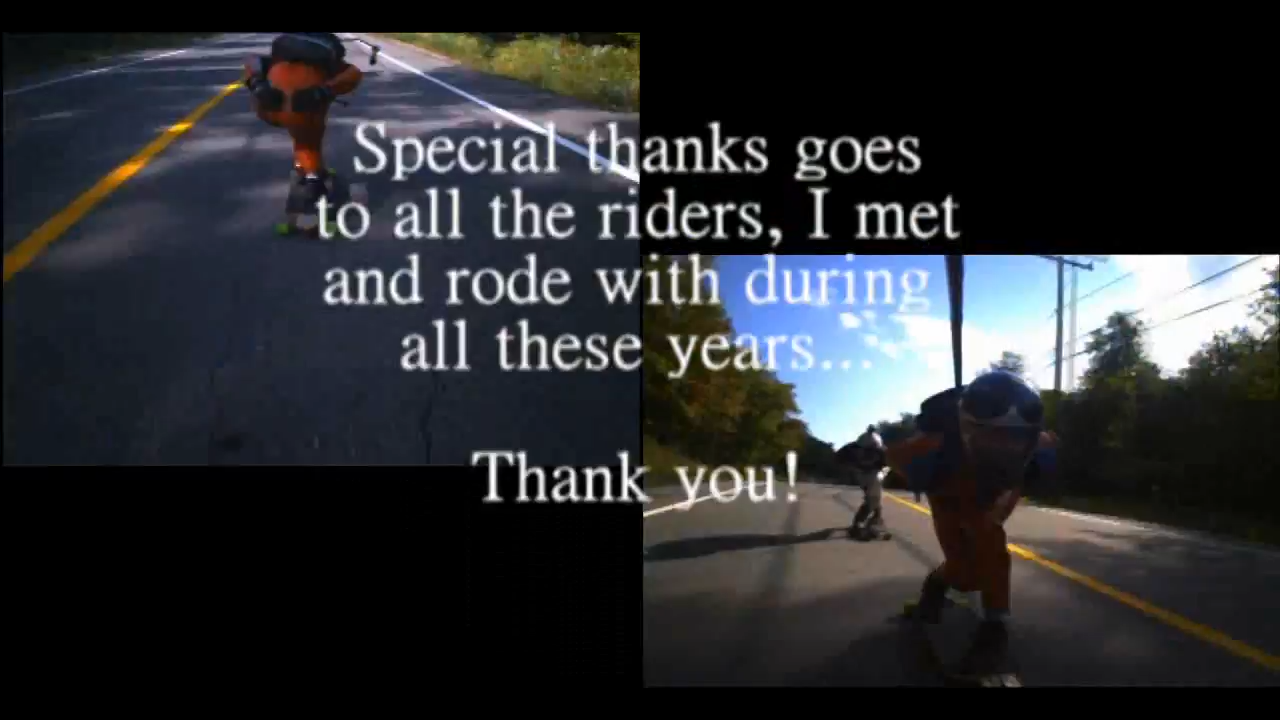 Special thanks goes
to all the riders, I met
and rode with during
all these years...
Thank you!